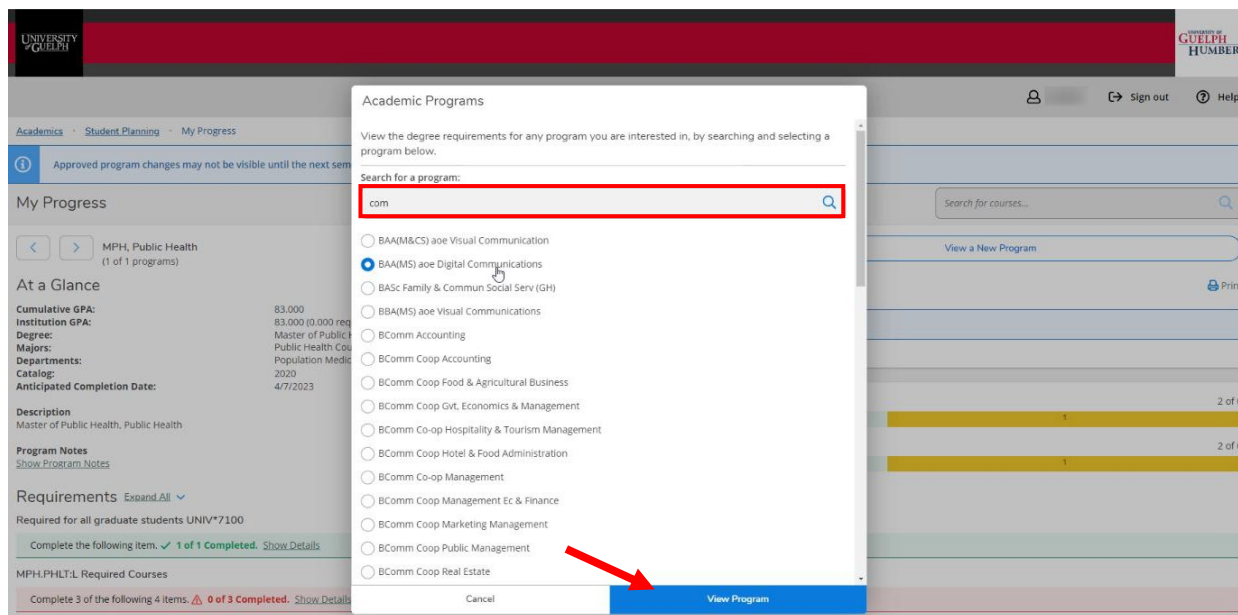 UNIVERSITY
OF GUELPH
UNIVERSITY OF
GUELPH
HUMBER
Sign out
Help
Academics · Student Planning · My Progress
Approved program changes may not be visible until the next sem
My Progress
Search for courses...
MPH, Public Health
(1 of 1 programs)
View a New Program
At a Glance
Prin
Cumulative GPA: 83.000
Institution GPA: 83.000 (0.000 req
Degree: Master of Public H
Majors: Public Health Cou
Departments: Population Medic
Catalog: 2020
Anticipated Completion Date: 4/7/2023
Description
Master of Public Health, Public Health
Program Notes
Show Program Notes
Requirements Expand All
Required for all graduate students UNIV*7100
Complete the following item. ✓ 1 of 1 Completed. Show Details
MPH.PHLT:L Required Courses
Complete 3 of the following 4 items. ⚠ 0 of 3 Completed. Show Details
2 of
1
2 of
1
Academic Programs
View the degree requirements for any program you are interested in, by searching and selecting a
program below.
Search for a program:
com
BAA(M&CS) aoe Visual Communication
BAA(MS) aoe Digital Communications
BASc Family & Commun Social Serv (GH)
BBA(MS) aoe Visual Communications
BComm Accounting
BComm Coop Accounting
BComm Coop Food & Agricultural Business
BComm Coop Gvt, Economics & Management
BComm Co-op Hospitality & Tourism Management
BComm Coop Hotel & Food Administration
BComm Co-op Management
BComm Coop Management Ec & Finance
BComm Coop Marketing Management
BComm Coop Public Management
BComm Coop Real Estate
Cancel
View Program